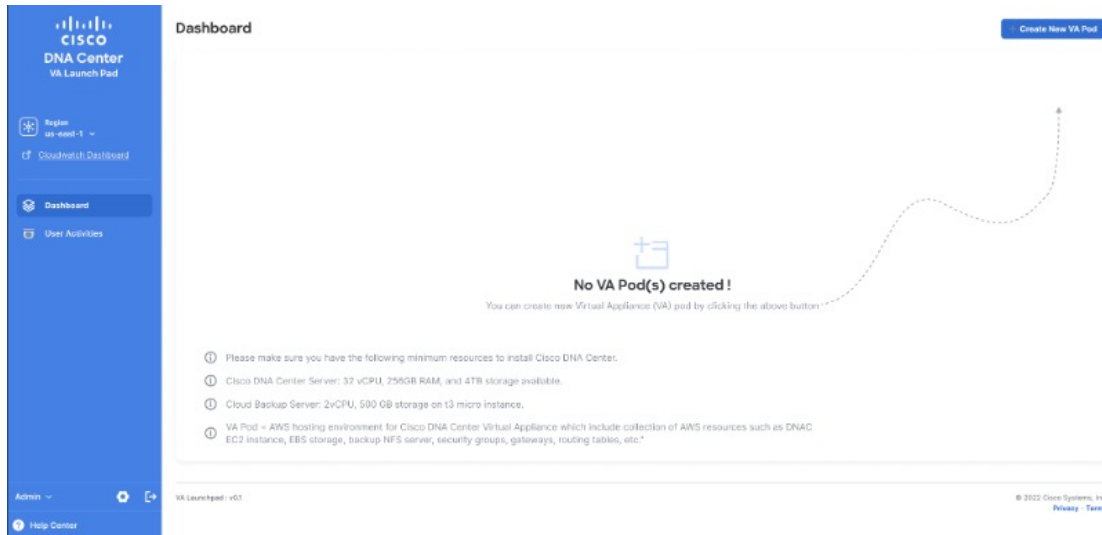 CISCO
DNA Center
VA Launch Pad
Region
us-east-1
Cloudwatch Dashboard
Dashboard
User Activities
Admin
Help Center
Dashboard
Create New VA Pod
No VA Pod(s) created !
You can create new Virtual Appliance (VA) pod by clicking the above button
Please make sure you have the following minimum resources to install Cisco DNA Center.
Cisco DNA Center Server: 32 vCPU, 256GB RAM, and 4TB storage available.
Cloud Backup Server: 2vCPU, 500 GB storage on t3 micro instance.
VA Pod – AWS hosting environment for Cisco DNA Center Virtual Appliance which include collection of AWS resources such as DNAC
EC2 instance, EBS storage, backup NFS server, security groups, gateways, routing tables, etc."
VA Launchpad : v0.1
© 2022 Cisco Systems, In
Privacy - Term